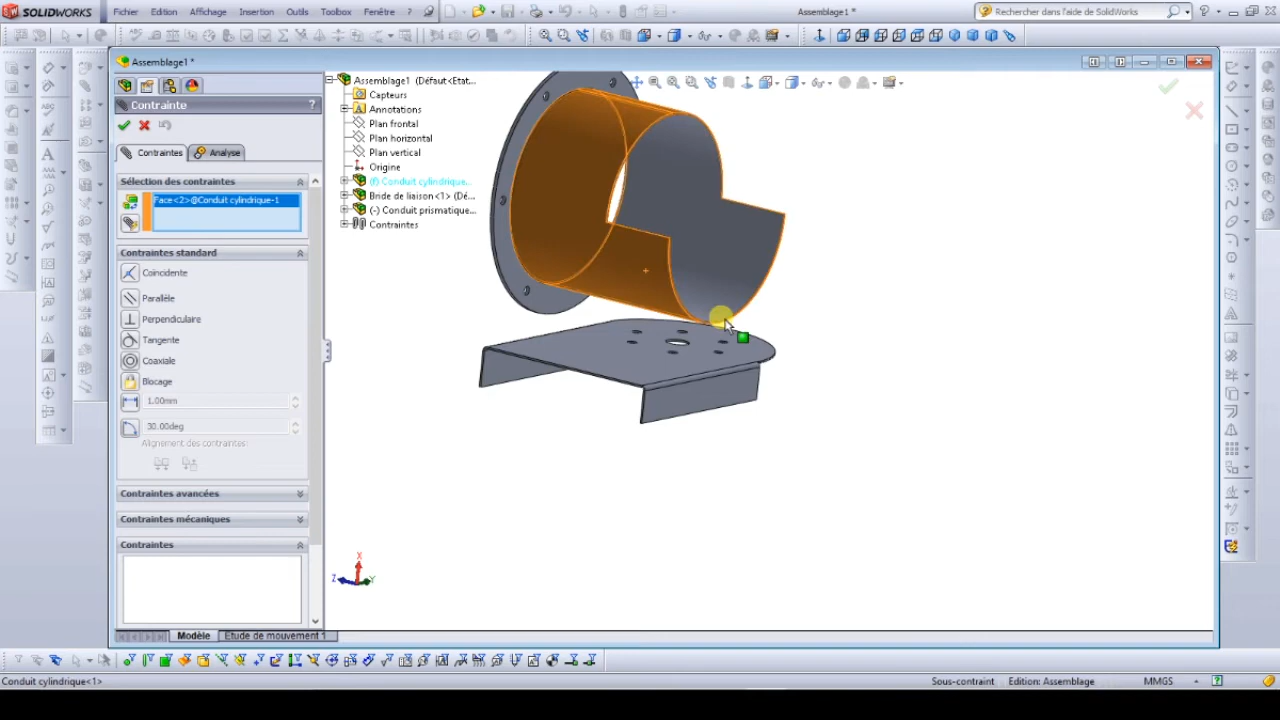 SOLIDWORKS
Fichier Edition Affichage Insertion Outils Toolbox Fenêtre ?
Assemblage1 *
Rechercher dans l'aide de SolidWorks
Assemblage1 *
Contrainte
?
Contraintes
Analyse
Sélection des contraintes
Face<2>@Conduit cylindrique-1
Contraintes standard
Coïncidente
Parallèle
Perpendiculaire
Tangente
Coaxiale
Blocage
1.00mm
30.00deg
Alignement des contraintes:
Contraintes avancées
Contraintes mécaniques
Contraintes
Assemblage1 (Défaut<Etat...
Capteurs
Annotations
Plan frontal
Plan horizontal
Plan vertical
Origine
(f) Conduit cylindrique...
Bride de liaison<1> (Dé...
(-) Conduit prismatique...
Contraintes
X
Z
Y
Modèle
Etude de mouvement 1
Conduit cylindrique<1>
Sous-contraint
Edition: Assemblage
MMGS
?